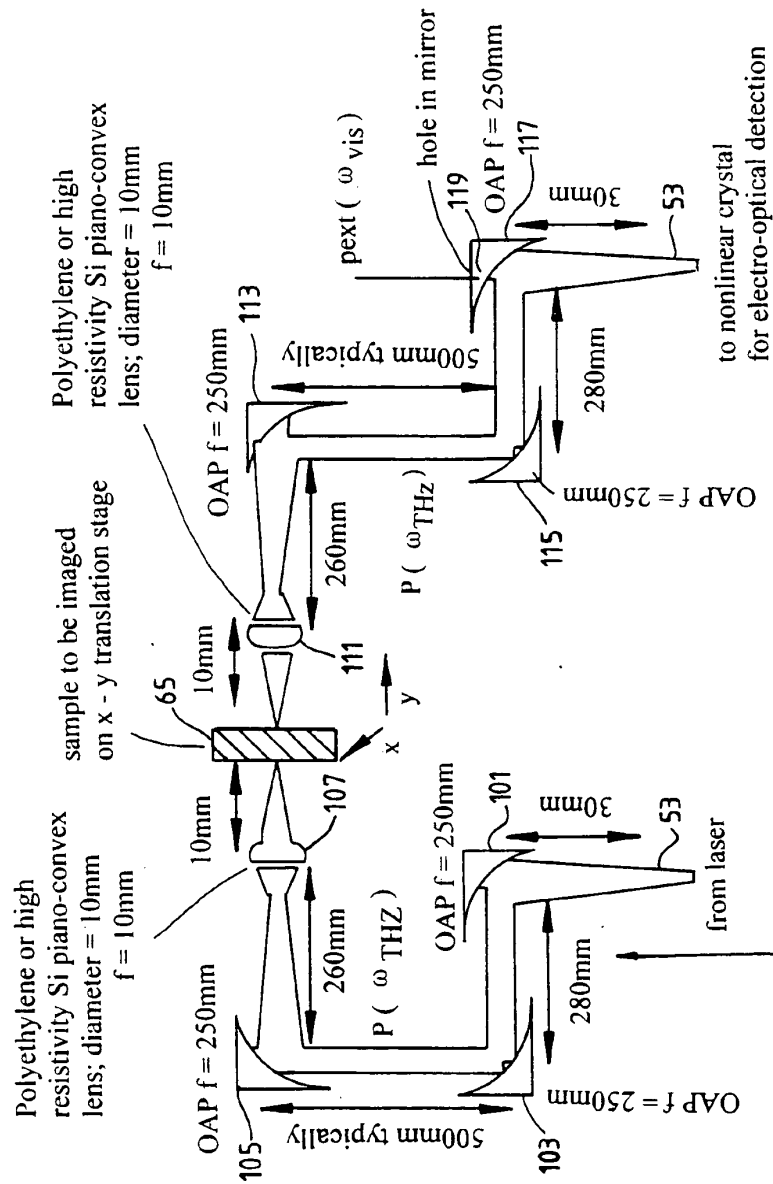 Polyethylene or high
resistivity Si piano-convex
lens; diameter = 10mm
f = 10mm
sample to be imaged
on x - y translation stage
Polyethylene or high
resistivity Si piano-convex
lens; diameter = 10mm
f = 10mm
OAP f = 250mm
105
500mm typically
103
OAP f = 250mm
260mm
P ( ω THZ )
280mm
OAP f = 250mm
101
30mm
53
from laser
10mm
107
65
x
y
10mm
111
260mm
P ( ω THz )
OAP f = 250mm
113
500mm typically
115
OAP f = 250mm
280mm
pext ( ω vis )
119
hole in mirror
OAP f = 250mm
117
30mm
53
to nonlinear crystal
for electro-optical detection